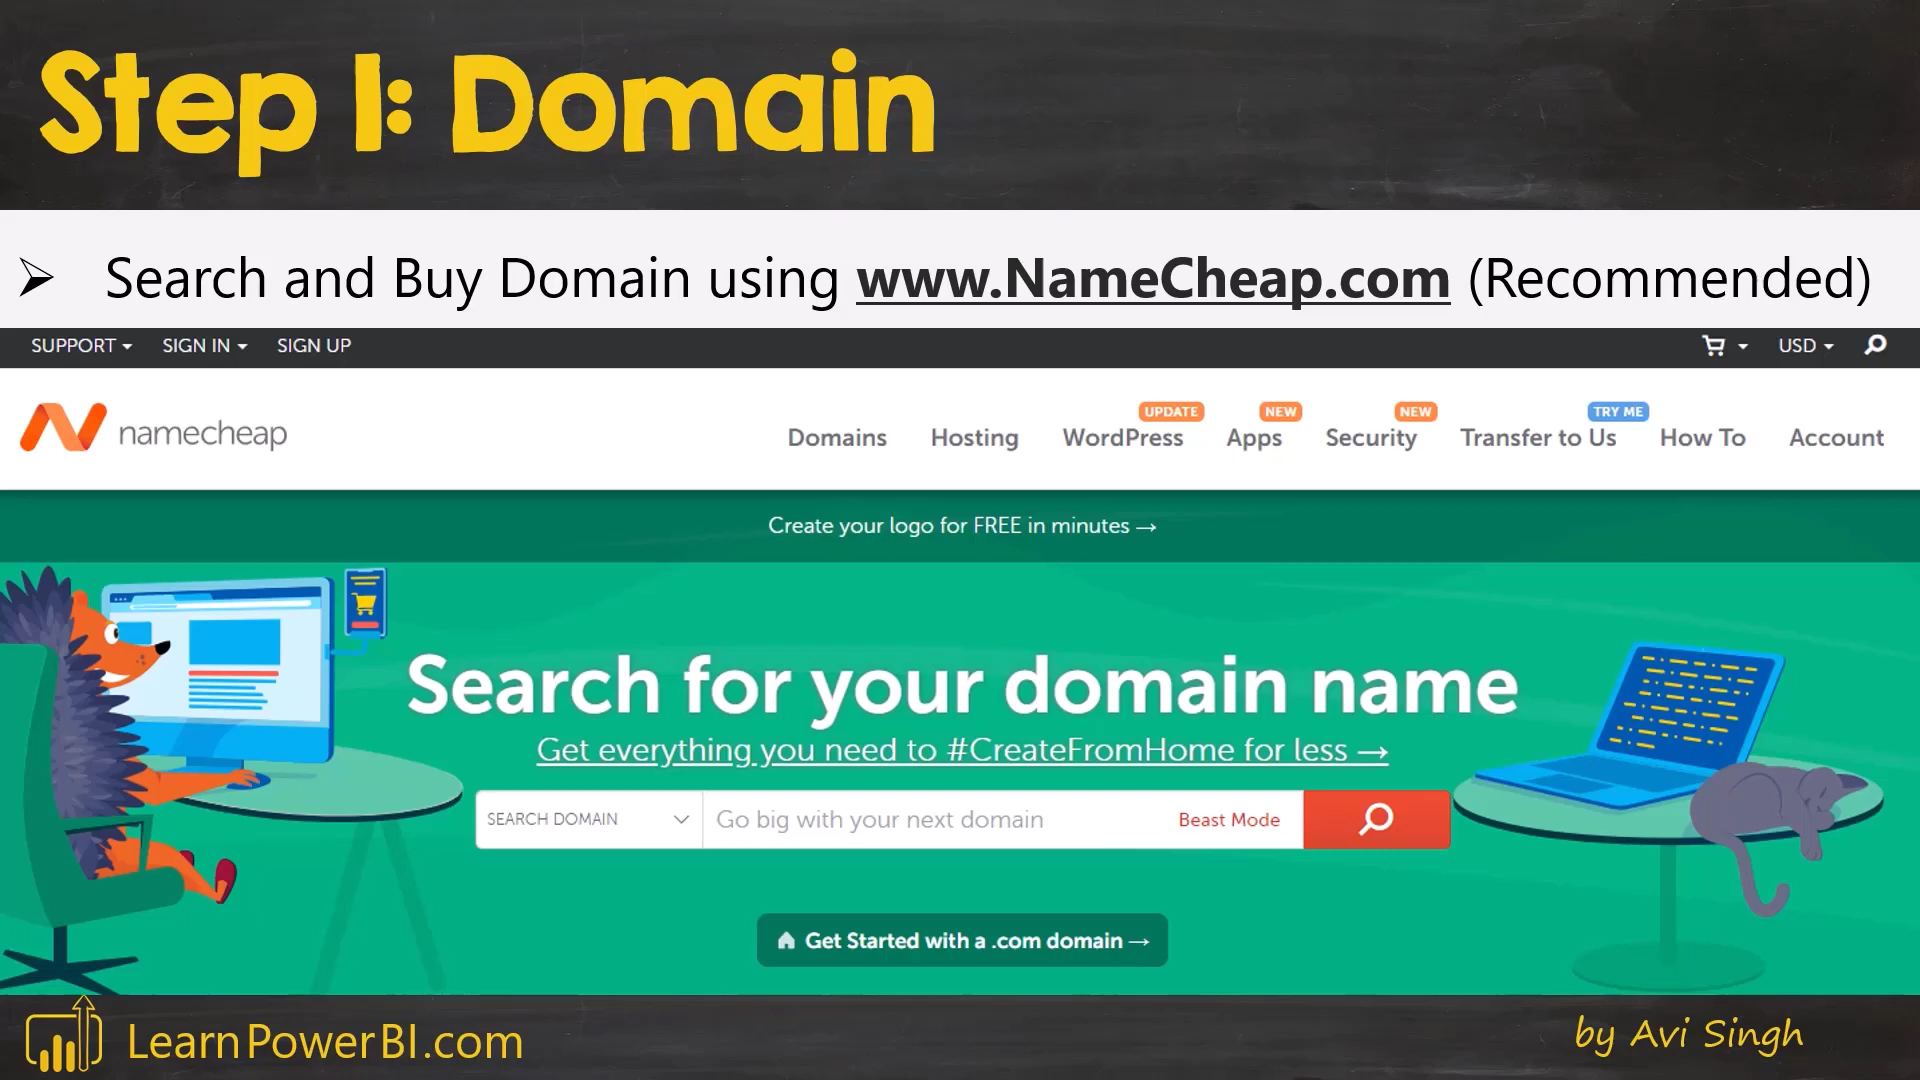 Step 1: Domain
➢ Search and Buy Domain using www.NameCheap.com (Recommended)
SUPPORT SIGN IN SIGN UP USD
namecheap
UPDATE NEW NEW TRY ME
Domains Hosting WordPress Apps Security Transfer to Us How To Account
Create your logo for FREE in minutes →
Search for your domain name
Get everything you need to #CreateFromHome for less →
SEARCH DOMAIN Go big with your next domain Beast Mode
Get Started with a .com domain →
LearnPowerBI.com by Avi Singh